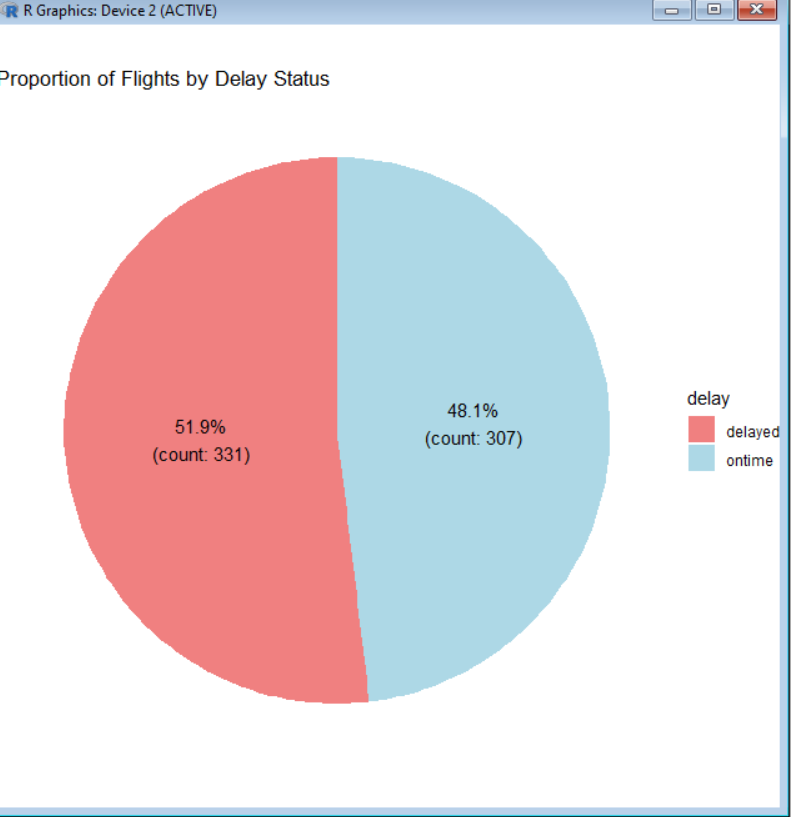 R Graphics: Device 2 (ACTIVE)
Proportion of Flights by Delay Status
51.9%
(count: 331)
48.1%
(count: 307)
delay
delayed
ontime